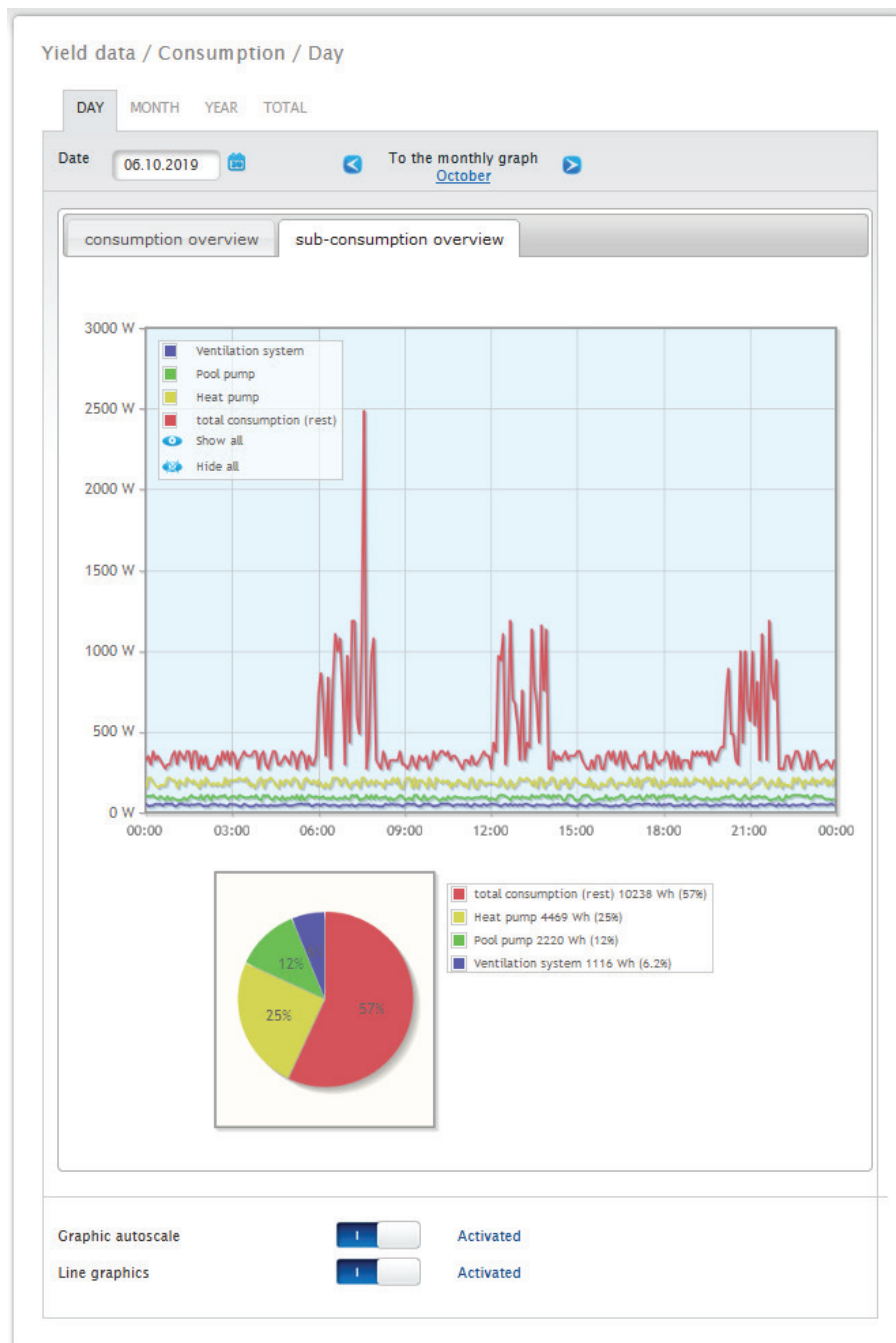 Yield data / Consumption / Day
DAY MONTH YEAR TOTAL
Date 06.10.2019 To the monthly graph
October
consumption overview sub-consumption overview
3000 W
Ventilation system
Pool pump
Heat pump
2500 W
total consumption (rest)
Show all
Hide all
2000 W
1500 W
1000 W
500 W
0 W
00:00 03:00 06:00 09:00 12:00 15:00 18:00 21:00 00:00
total consumption (rest) 10238 Wh (57%)
Heat pump 4469 Wh (25%)
Pool pump 2220 Wh (12%)
Ventilation system 1116 Wh (6.2%)
12%
57%
25%
Graphic autoscale I Activated
Line graphics I Activated